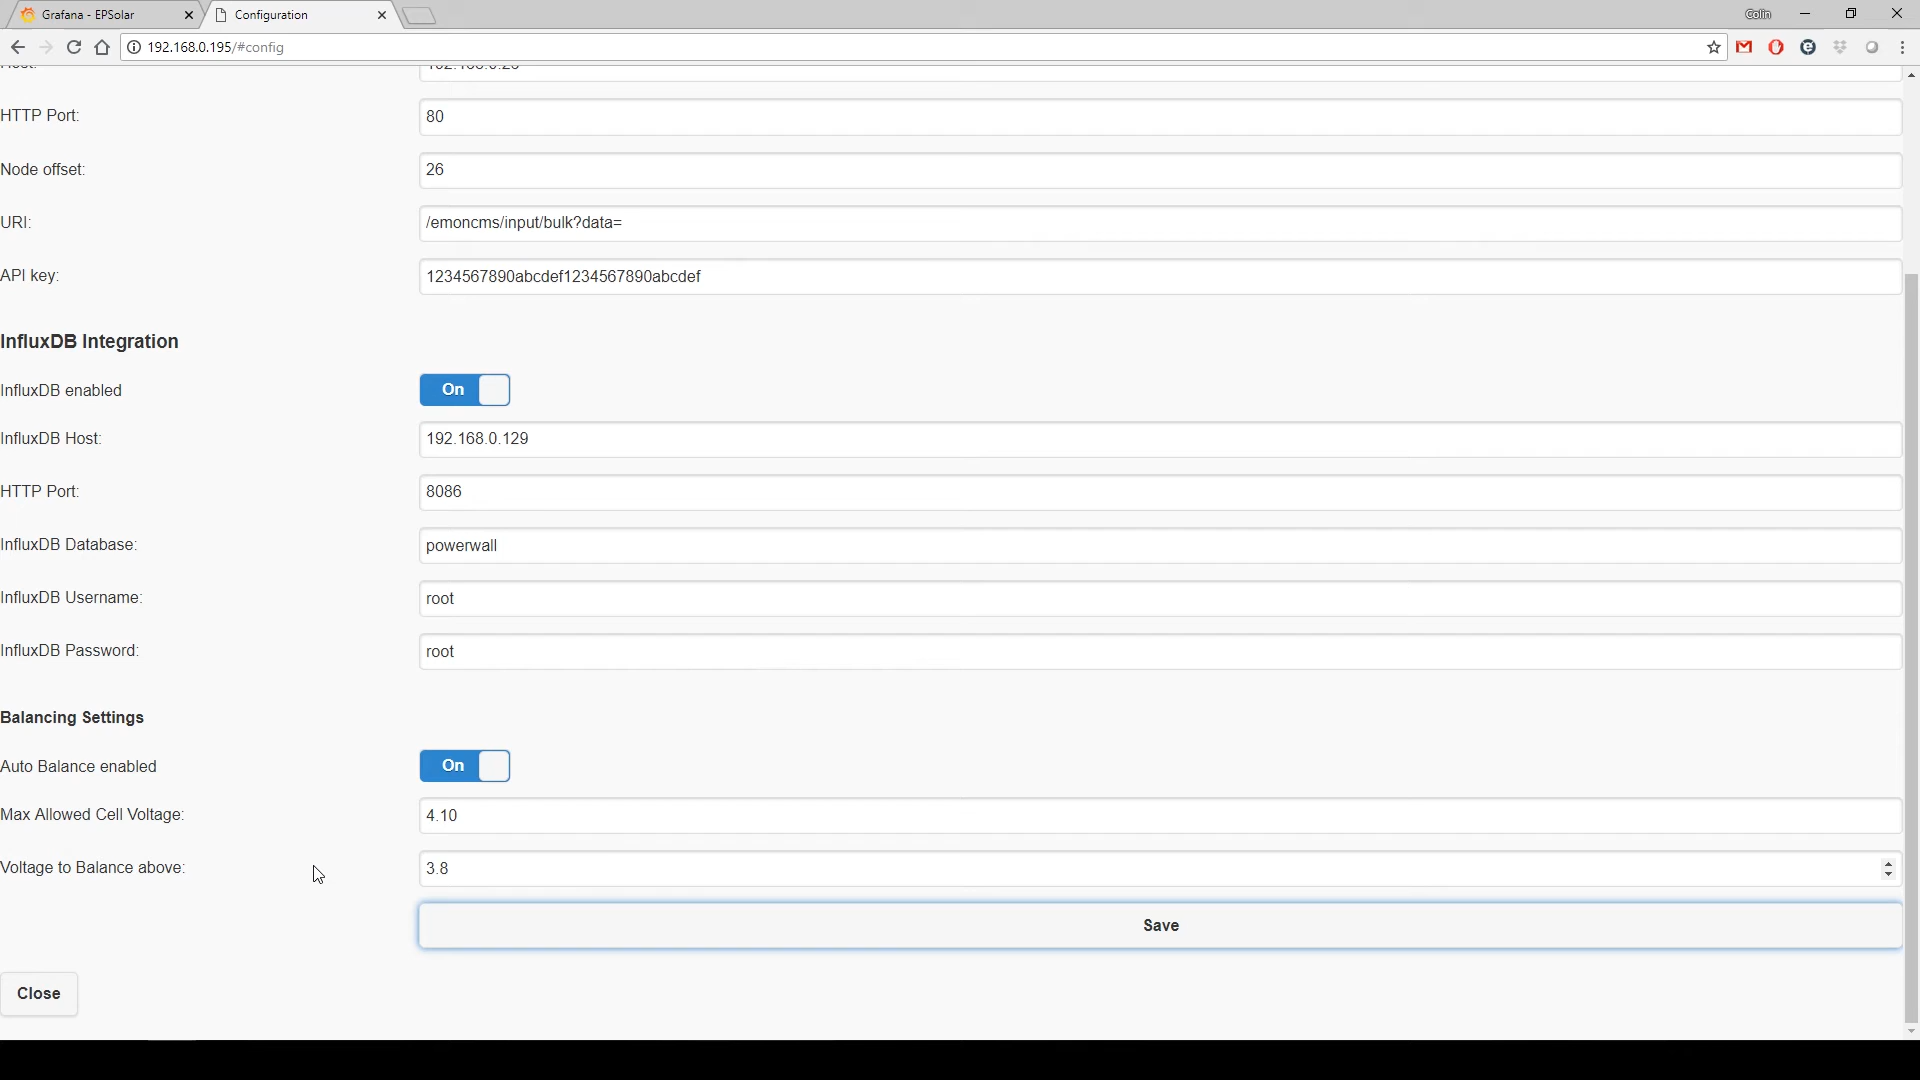 Grafana - EPSolar
Configuration
Colin
192.168.0.195/#config
Host:
HTTP Port:
80
Node offset:
26
URI:
/emoncms/input/bulk?data=
API key:
1234567890abcdef1234567890abcdef
InfluxDB Integration
InfluxDB enabled
On
InfluxDB Host:
192.168.0.129
HTTP Port:
8086
InfluxDB Database:
powerwall
InfluxDB Username:
root
InfluxDB Password:
root
Balancing Settings
Auto Balance enabled
On
Max Allowed Cell Voltage:
4.10
Voltage to Balance above:
3.8
Save
Close